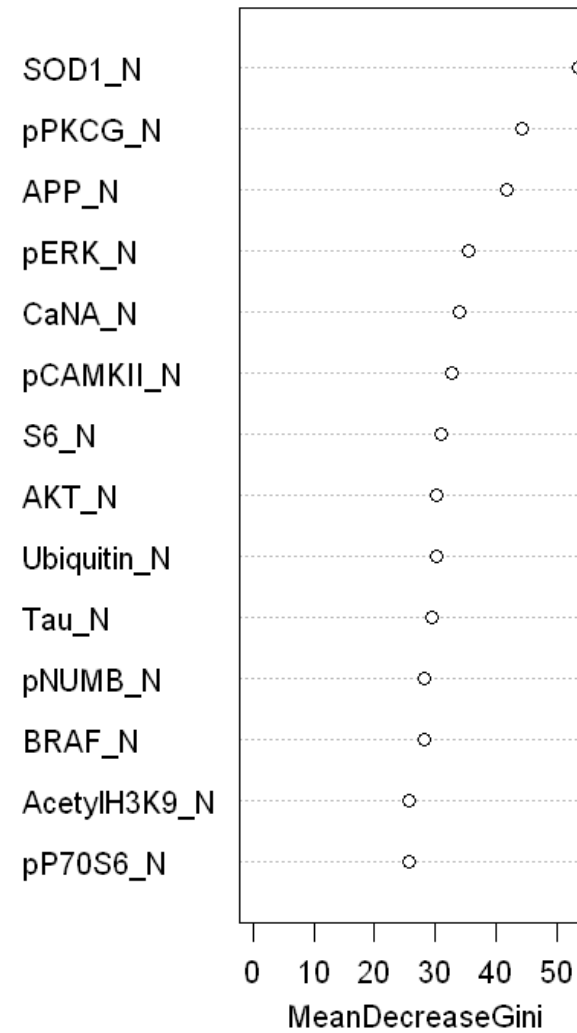 SOD1_N
pPKCG_N
APP_N
pERK_N
CaNA_N
pCAMKII_N
S6_N
AKT_N
Ubiquitin_N
Tau_N
pNUMB_N
BRAF_N
AcetylH3K9_N
pP70S6_N
0 10 20 30 40 50
MeanDecreaseGini